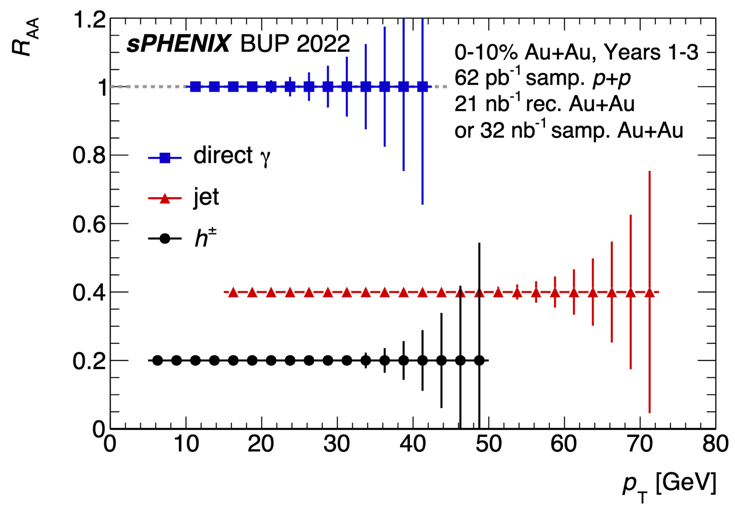 R_AA
1.2
1
0.8
0.6
0.4
0.2
0
sPHENIX BUP 2022
0-10% Au+Au, Years 1-3
62 pb⁻¹ samp. p+p
21 nb⁻¹ rec. Au+Au
or 32 nb⁻¹ samp. Au+Au
direct γ
jet
h±
0 10 20 30 40 50 60 70 80
p_T [GeV]